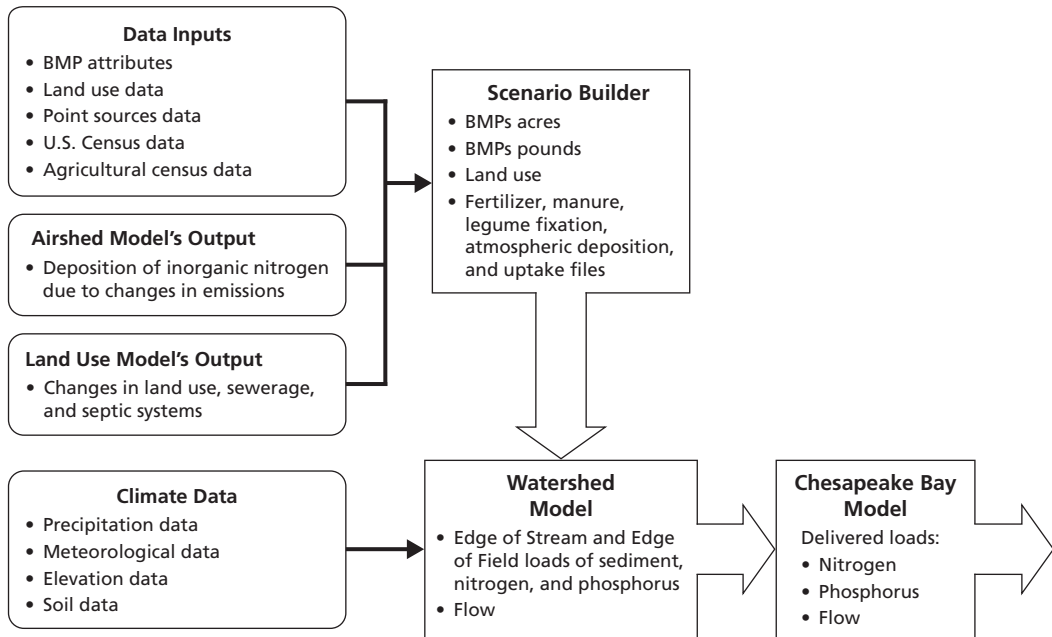 Data Inputs
• BMP attributes
• Land use data
• Point sources data
• U.S. Census data
• Agricultural census data
Airshed Model's Output
• Deposition of inorganic nitrogen
due to changes in emissions
Land Use Model's Output
• Changes in land use, sewerage,
and septic systems
Scenario Builder
• BMPs acres
• BMPs pounds
• Land use
• Fertilizer, manure,
legume fixation,
atmospheric deposition,
and uptake files
Climate Data
• Precipitation data
• Meteorological data
• Elevation data
• Soil data
Watershed
Model
• Edge of Stream and Edge
of Field loads of sediment,
nitrogen, and phosphorus
• Flow
Chesapeake Bay
Model
Delivered loads:
• Nitrogen
• Phosphorus
• Flow